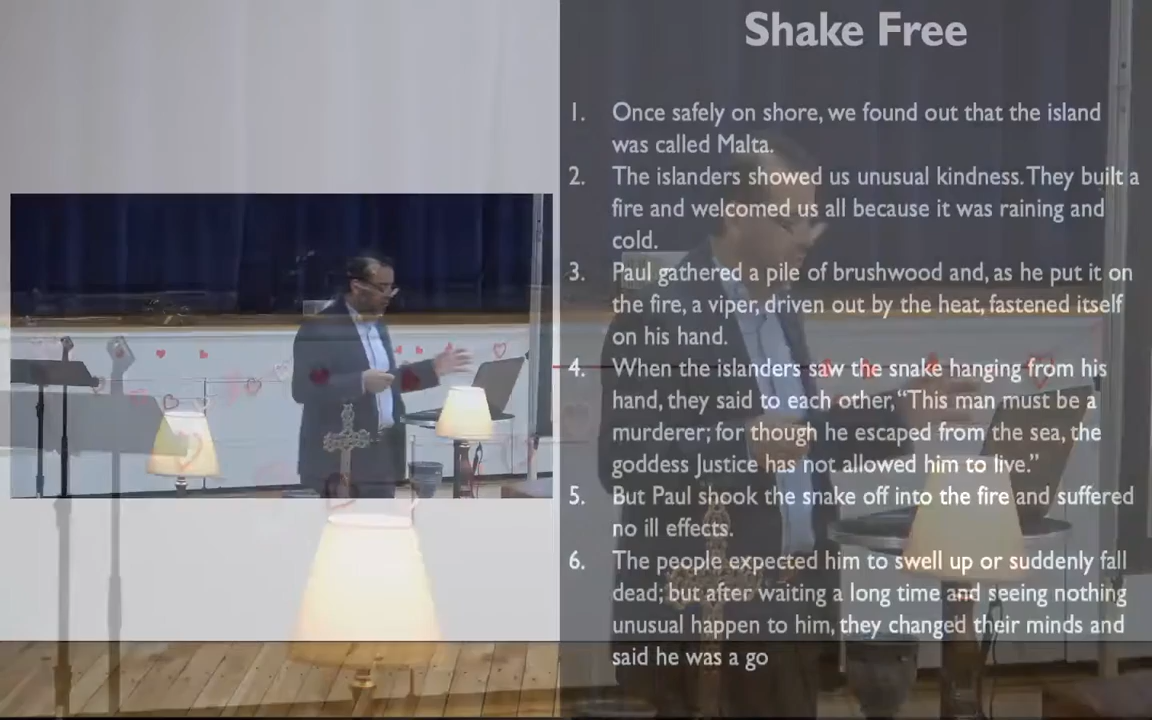 Shake Free
1. Once safely on shore, we found out that the island
was called Malta.
2. The islanders showed us unusual kindness. They built a
fire and welcomed us all because it was raining and
cold.
3. Paul gathered a pile of brushwood and, as he put it on
the fire, a viper, driven out by the heat, fastened itself
on his hand.
4. When the islanders saw the snake hanging from his
hand, they said to each other, “This man must be a
murderer; for though he escaped from the sea, the
goddess Justice has not allowed him to live.”
5. But Paul shook the snake off into the fire and suffered
no ill effects.
6. The people expected him to swell up or suddenly fall
dead; but after waiting a long time and seeing nothing
unusual happen to him, they changed their minds and
said he was a go